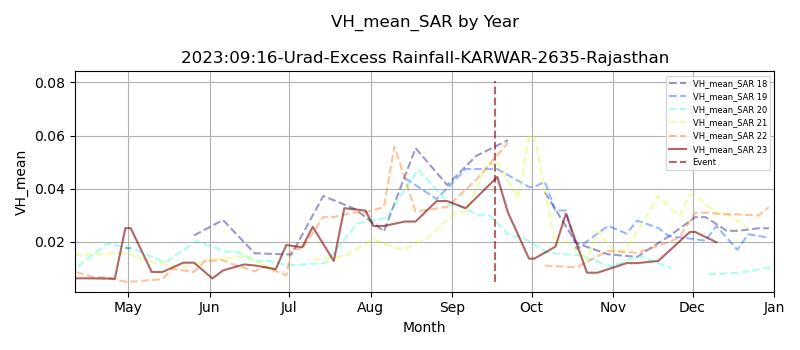 VH_mean_SAR by Year
2023:09:16-Urad-Excess Rainfall-KARWAR-2635-Rajasthan
VH_mean
0.08
0.06
0.04
0.02
VH_mean_SAR 18
VH_mean_SAR 19
VH_mean_SAR 20
VH_mean_SAR 21
VH_mean_SAR 22
VH_mean_SAR 23
Event
May Jun Jul Aug Sep Oct Nov Dec Jan
Month